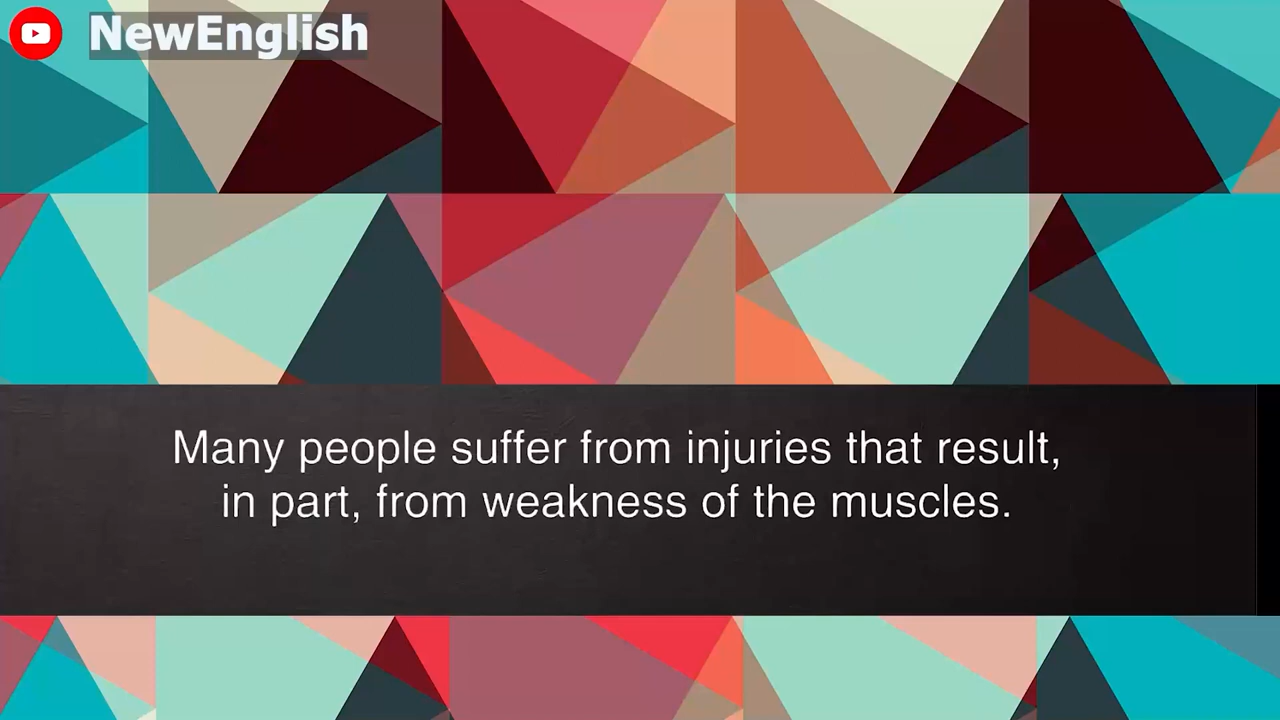 NewEnglish
Many people suffer from injuries that result,
in part, from weakness of the muscles.